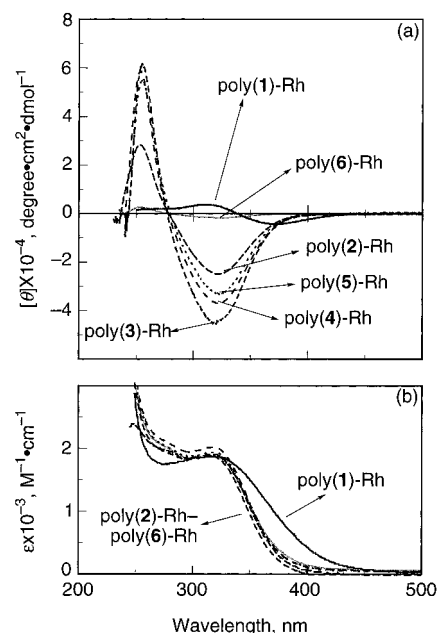 (a)
[θ]X10⁻⁴, degree•cm²•dmol⁻¹
6
4
2
0
−2
−4
poly(1)-Rh
poly(6)-Rh
poly(2)-Rh
poly(5)-Rh
poly(4)-Rh
poly(3)-Rh
(b)
εx10⁻³, M⁻¹•cm⁻¹
2
1
0
poly(1)-Rh
poly(2)-Rh–
poly(6)-Rh
200 300 400 500
Wavelength, nm